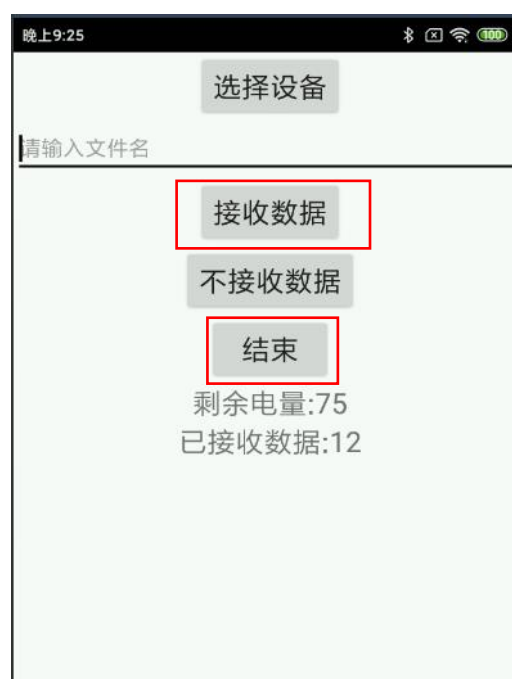 晚上9:25 100
选择设备
请输入文件名
接收数据
不接收数据
结束
剩余电量:75
已接收数据:12